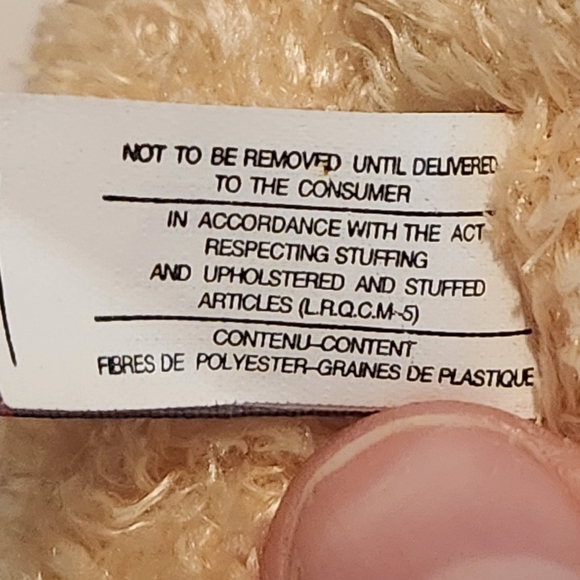 NOT TO BE REMOVED UNTIL DELIVERED
TO THE CONSUMER
IN ACCORDANCE WITH THE ACT
RESPECTING STUFFING
AND UPHOLSTERED AND STUFFED
ARTICLES (L.R.Q.C.M-5)
CONTENU-CONTENT
FIBRES DE POLYESTER-GRAINES DE PLASTIQUE